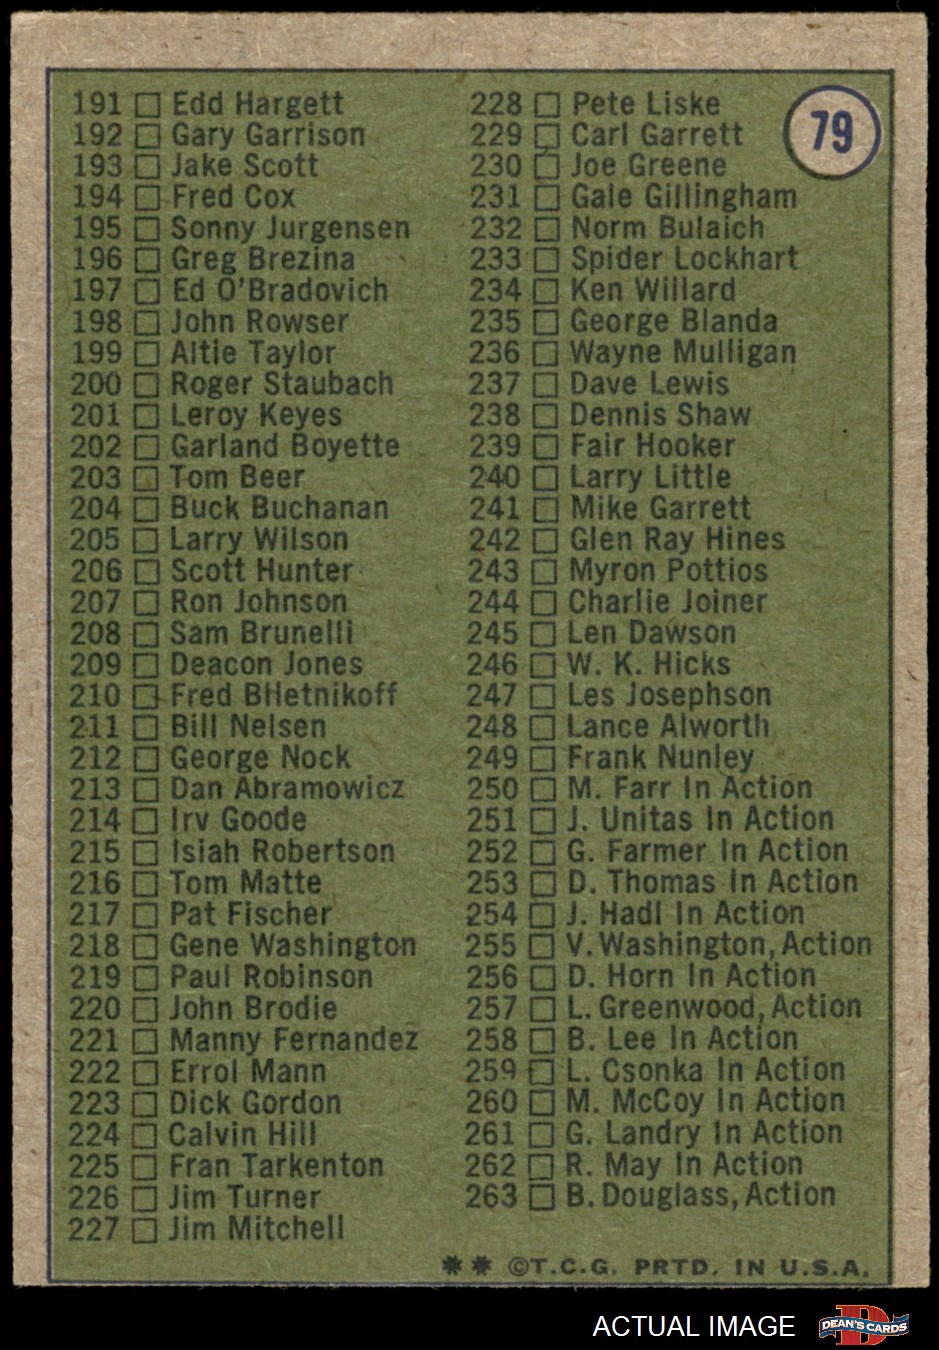 79
191 □ Edd Hargett
192 □ Gary Garrison
193 □ Jake Scott
194 □ Fred Cox
195 □ Sonny Jurgensen
196 □ Greg Brezina
197 □ Ed O'Bradovich
198 □ John Rowser
199 □ Altie Taylor
200 □ Roger Staubach
201 □ Leroy Keyes
202 □ Garland Boyette
203 □ Tom Beer
204 □ Buck Buchanan
205 □ Larry Wilson
206 □ Scott Hunter
207 □ Ron Johnson
208 □ Sam Brunelli
209 □ Deacon Jones
210 □ Fred BIletnikoff
211 □ Bill Nelsen
212 □ George Nock
213 □ Dan Abramowicz
214 □ Irv Goode
215 □ Isiah Robertson
216 □ Tom Matte
217 □ Pat Fischer
218 □ Gene Washington
219 □ Paul Robinson
220 □ John Brodie
221 □ Manny Fernandez
222 □ Errol Mann
223 □ Dick Gordon
224 □ Calvin Hill
225 □ Fran Tarkenton
226 □ Jim Turner
227 □ Jim Mitchell
228 □ Pete Liske
229 □ Carl Garrett
230 □ Joe Greene
231 □ Gale Gillingham
232 □ Norm Bulaich
233 □ Spider Lockhart
234 □ Ken Willard
235 □ George Blanda
236 □ Wayne Mulligan
237 □ Dave Lewis
238 □ Dennis Shaw
239 □ Fair Hooker
240 □ Larry Little
241 □ Mike Garrett
242 □ Glen Ray Hines
243 □ Myron Pottios
244 □ Charlie Joiner
245 □ Len Dawson
246 □ W. K. Hicks
247 □ Les Josephson
248 □ Lance Alworth
249 □ Frank Nunley
250 □ M. Farr In Action
251 □ J. Unitas In Action
252 □ G. Farmer In Action
253 □ D. Thomas In Action
254 □ J. Hadl In Action
255 □ V. Washington, Action
256 □ D. Horn In Action
257 □ L. Greenwood, Action
258 □ B. Lee In Action
259 □ L. Csonka In Action
260 □ M. McCoy In Action
261 □ G. Landry In Action
262 □ R. May In Action
263 □ B. Douglass, Action
✱ ✱ ©T.C.G. PRTD. IN U.S.A.
ACTUAL IMAGE
D
DEAN'S CARDS